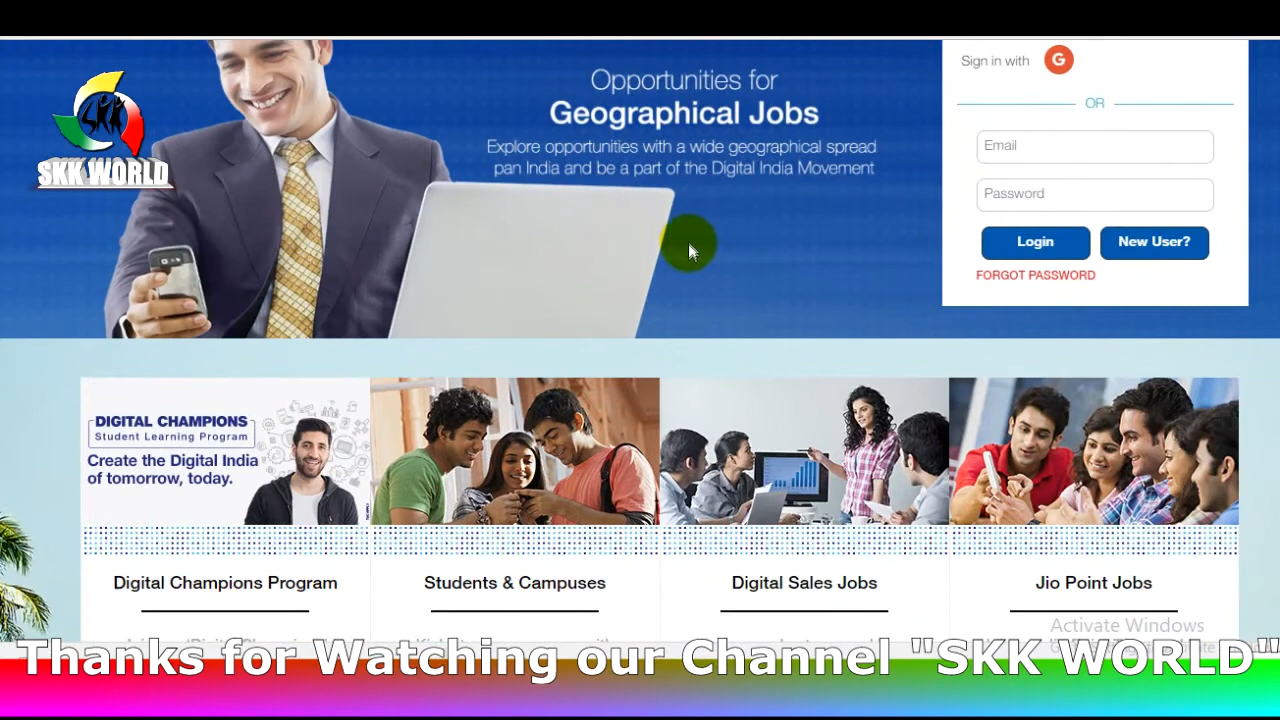 SKK
SKK WORLD
Opportunities for
Geographical Jobs
Explore opportunities with a wide geographical spread
pan India and be a part of the Digital India Movement
Sign in with G
OR
Email
Password
Login New User?
FORGOT PASSWORD
DIGITAL CHAMPIONS
Student Learning Program
Create the Digital India
of tomorrow, today.
Digital Champions Program
Students & Campuses
Digital Sales Jobs
Jio Point Jobs
Activate Windows
Thanks for Watching our Channel "SKK WORLD"